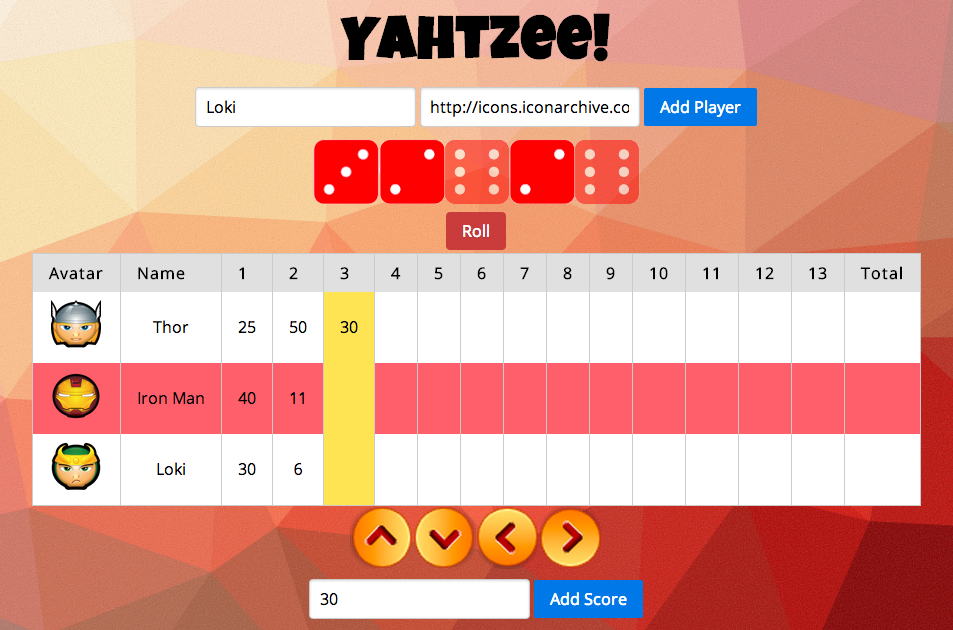 YAHTZEE!
Loki http://icons.iconarchive.co Add Player
Roll
Avatar Name 1 2 3 4 5 6 7 8 9 10 11 12 13 Total
Thor 25 50 30
Iron Man 40 11
Loki 30 6
30 Add Score